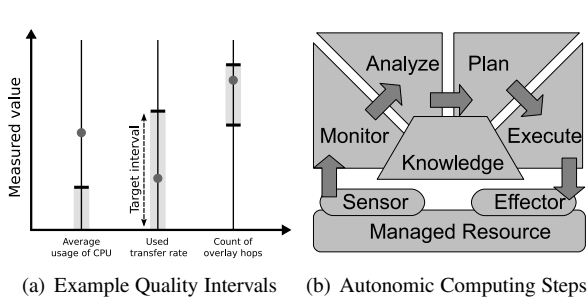 Measured value
Target interval
Average
usage of CPU
Used
transfer rate
Count of
overlay hops
(a) Example Quality Intervals
Analyze
Plan
Monitor
Execute
Knowledge
Sensor
Effector
Managed Resource
(b) Autonomic Computing Steps